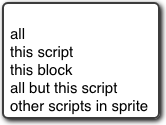 all
this script
this block
all but this script
other scripts in sprite